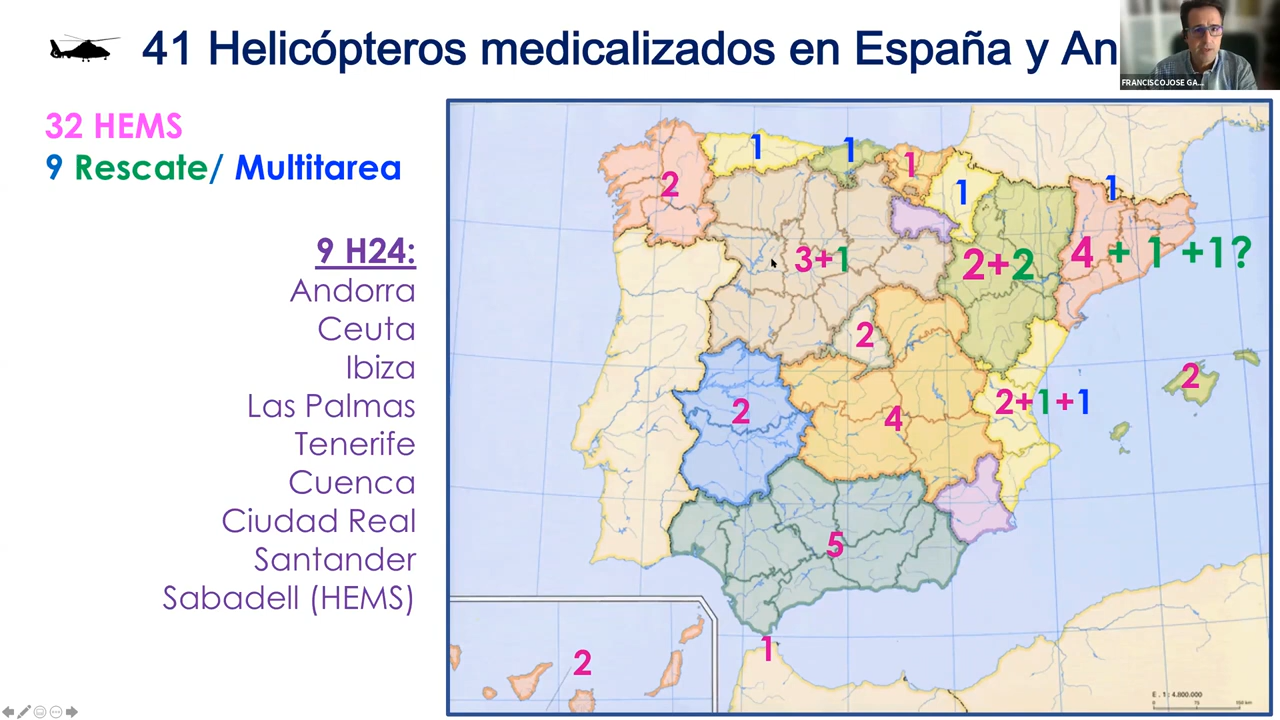 41 Helicópteros medicalizados en España y An
FRANCISCO JOSE GA...
32 HEMS
9 Rescate/ Multitarea
9 H24:
Andorra
Ceuta
Ibiza
Las Palmas
Tenerife
Cuenca
Ciudad Real
Santander
Sabadell (HEMS)
1
1
1
2
1
1
3+1
2+2
4 + 1 +1?
2
2
2
4
2+1+1
5
1
2
E . 1 : 4.800.000